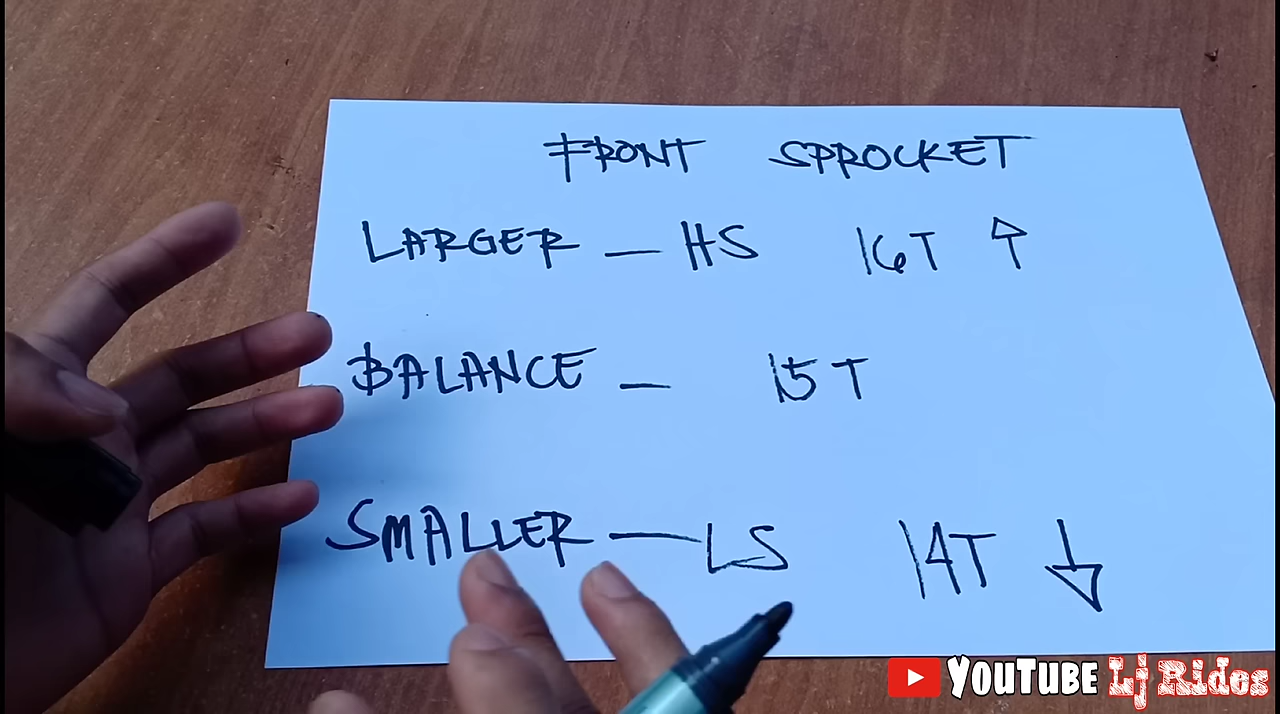 FRONT SPROCKET
LARGER — HS 16T ↑
BALANCE — 15T
SMALLER — LS 14T ↓
YouTube Lj Rides